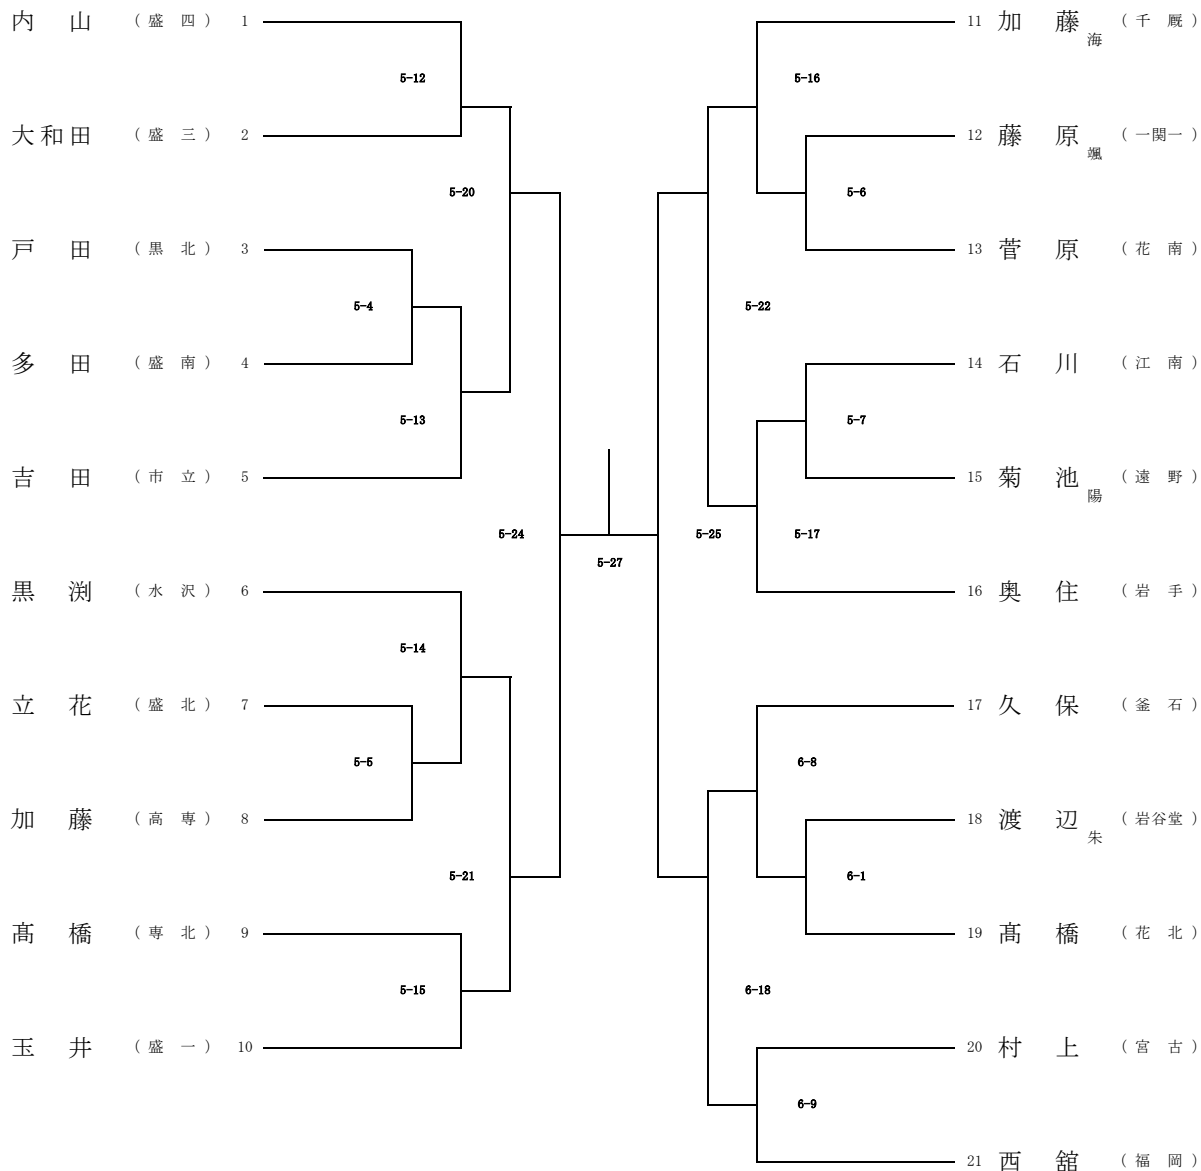 内山 (盛四) 1
5-12
大和田 (盛三) 2
5-20
戸田 (黒北) 3
5-4
多田 (盛南) 4
5-13
吉田 (市立) 5
5-24
黒渕 (水沢) 6
5-14
立花 (盛北) 7
5-5
加藤 (高専) 8
5-21
髙橋 (専北) 9
5-15
玉井 (盛一) 10
5-27
11 加藤海 (千厩)
5-16
12 藤原颯 (一関一)
5-6
13 菅原 (花南)
5-22
14 石川 (江南)
5-7
15 菊池陽 (遠野)
5-25
5-17
16 奥住 (岩手)
17 久保 (釜石)
6-8
18 渡辺朱 (岩谷堂)
6-1
19 髙橋 (花北)
6-18
20 村上 (宮古)
6-9
21 西舘 (福岡)